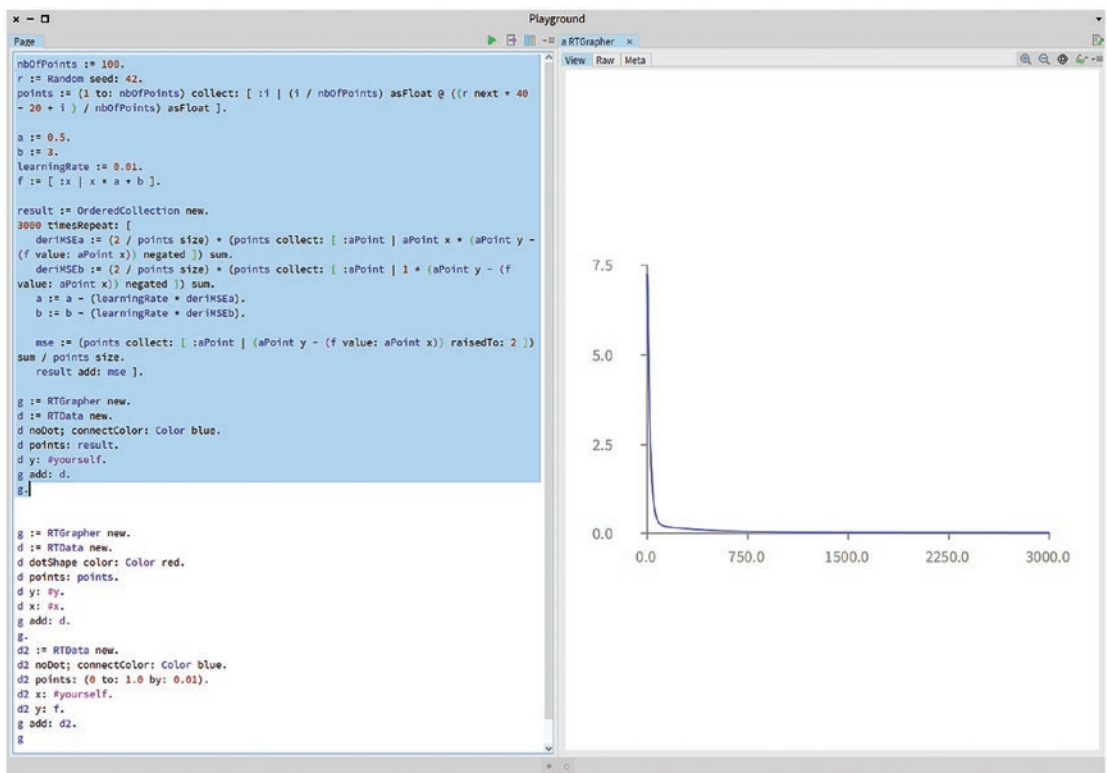 Playground
Page
a RTGrapher ×
View Raw Meta
nbOfPoints := 100.
r := Random seed: 42.
points := (1 to: nbOfPoints) collect: [ :i | (i / nbOfPoints) asFloat @ ((r next * 40
- 20 + i ) / nbOfPoints) asFloat ].
a := 0.5.
b := 3.
learningRate := 0.01.
f := [ :x | x * a + b ].
result := OrderedCollection new.
3000 timesRepeat: [
deriMSEa := (2 / points size) * (points collect: [ :aPoint | aPoint x * (aPoint y -
(f value: aPoint x)) negated ]) sum.
deriMSEb := (2 / points size) * (points collect: [ :aPoint | 1 * (aPoint y - (f
value: aPoint x)) negated ]) sum.
a := a - (learningRate * deriMSEa).
b := b - (learningRate * deriMSEb).
mse := (points collect: [ :aPoint | (aPoint y - (f value: aPoint x)) raisedTo: 2 ])
sum / points size.
result add: mse ].
g := RTGrapher new.
d := RTData new.
d noDot; connectColor: Color blue.
d points: result.
d y: #yourself.
g add: d.
g.
g := RTGrapher new.
d := RTData new.
d dotShape color: Color red.
d points: points.
d y: #y.
d x: #x.
g add: d.
g.
d2 := RTData new.
d2 noDot; connectColor: Color blue.
d2 points: (0 to: 1.0 by: 0.01).
d2 x: #yourself.
d2 y: f.
g add: d2.
g
7.5
5.0
2.5
0.0
0.0 750.0 1500.0 2250.0 3000.0